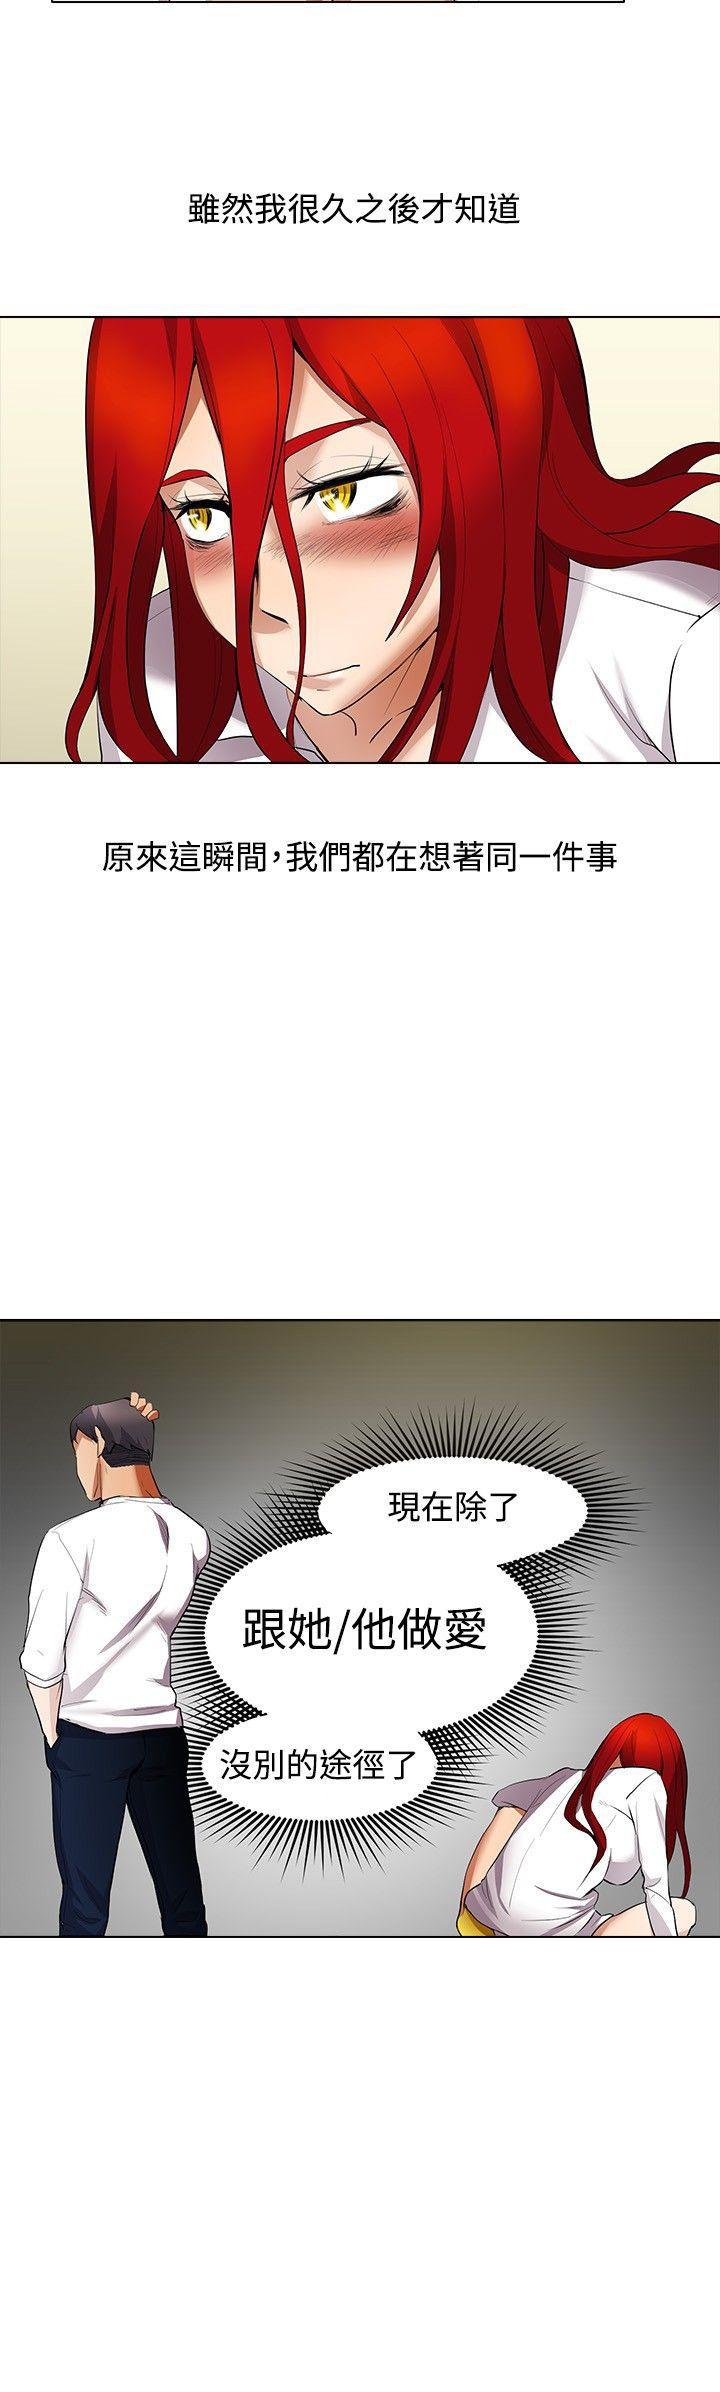 雖然我很久之後才知道
原來這瞬間，我們都在想著同一件事
現在除了
跟她/他做愛
沒別的途徑了